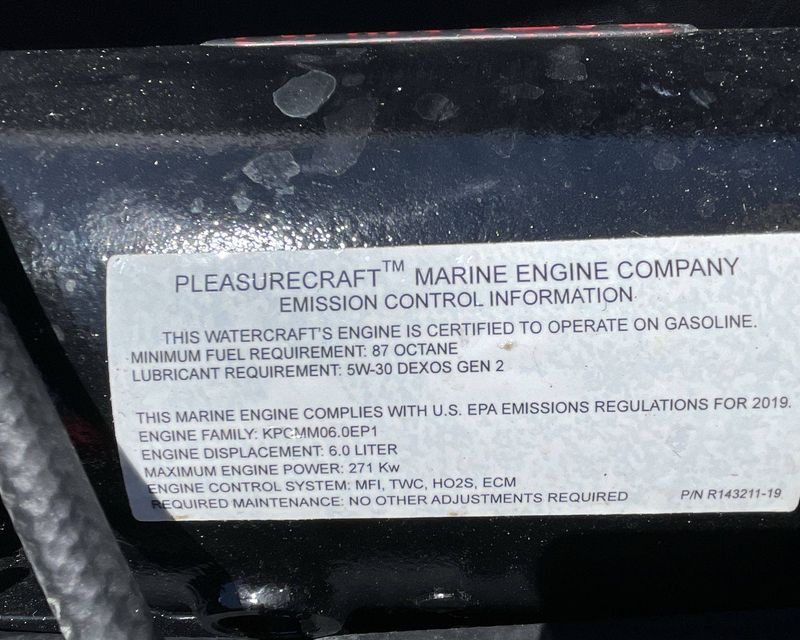 PLEASURECRAFT™ MARINE ENGINE COMPANY
EMISSION CONTROL INFORMATION
THIS WATERCRAFT'S ENGINE IS CERTIFIED TO OPERATE ON GASOLINE.
MINIMUM FUEL REQUIREMENT: 87 OCTANE
LUBRICANT REQUIREMENT: 5W-30 DEXOS GEN 2
THIS MARINE ENGINE COMPLIES WITH U.S. EPA EMISSIONS REGULATIONS FOR 2019.
ENGINE FAMILY: KPCMM06.0EP1
ENGINE DISPLACEMENT: 6.0 LITER
MAXIMUM ENGINE POWER: 271 Kw
ENGINE CONTROL SYSTEM: MFI, TWC, HO2S, ECM
REQUIRED MAINTENANCE: NO OTHER ADJUSTMENTS REQUIRED
P/N R143211-19